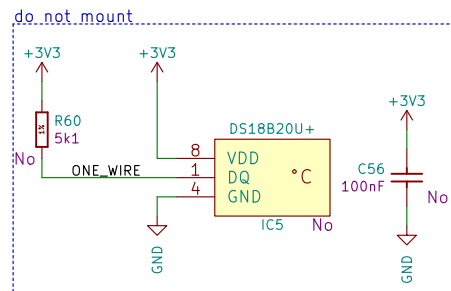 do not mount
+3V3
+3V3
R60
1%
5k1
No
ONE_WIRE
DS18B20U+
8
VDD
1
DQ
4
GND
°C
IC5
No
GND
+3V3
C56
100nF
No
GND